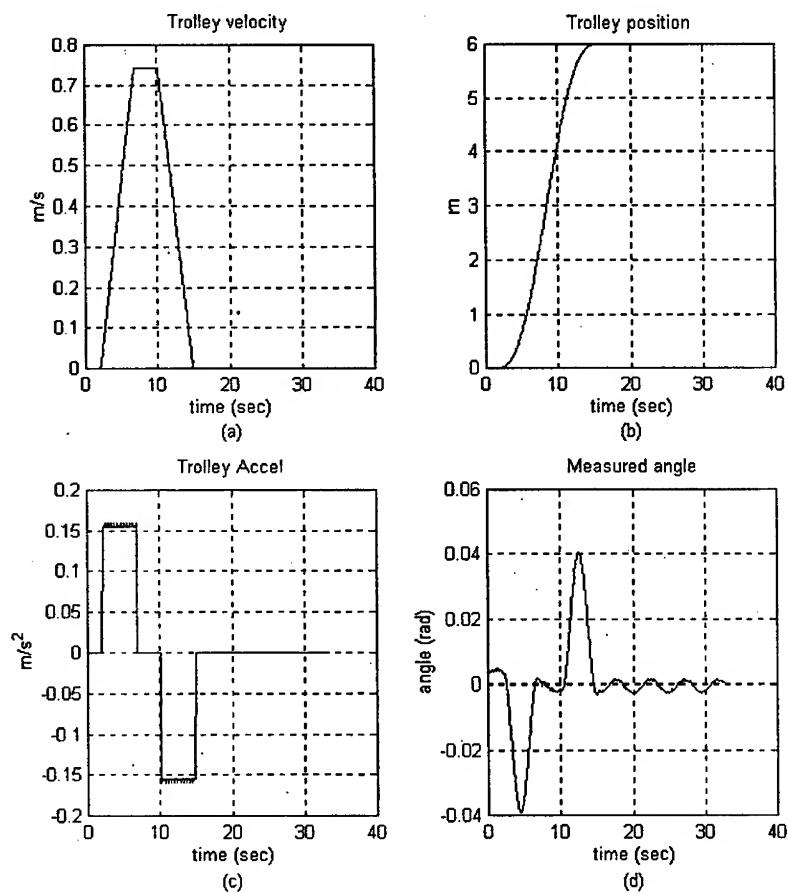 Trolley velocity
0.8
0.7
0.6
0.5
0.4
0.3
0.2
0.1
0
m/s
0 10 20 30 40
time (sec)
(a)
Trolley position
6
5
4
3
2
1
0
m
0 10 20 30 40
time (sec)
(b)
Trolley Accel
0.2
0.15
0.1
0.05
0
-0.05
-0.1
-0.15
-0.2
m/s²
0 10 20 30 40
time (sec)
(c)
Measured angle
0.06
0.04
0.02
0
-0.02
-0.04
angle (rad)
0 10 20 30 40
time (sec)
(d)